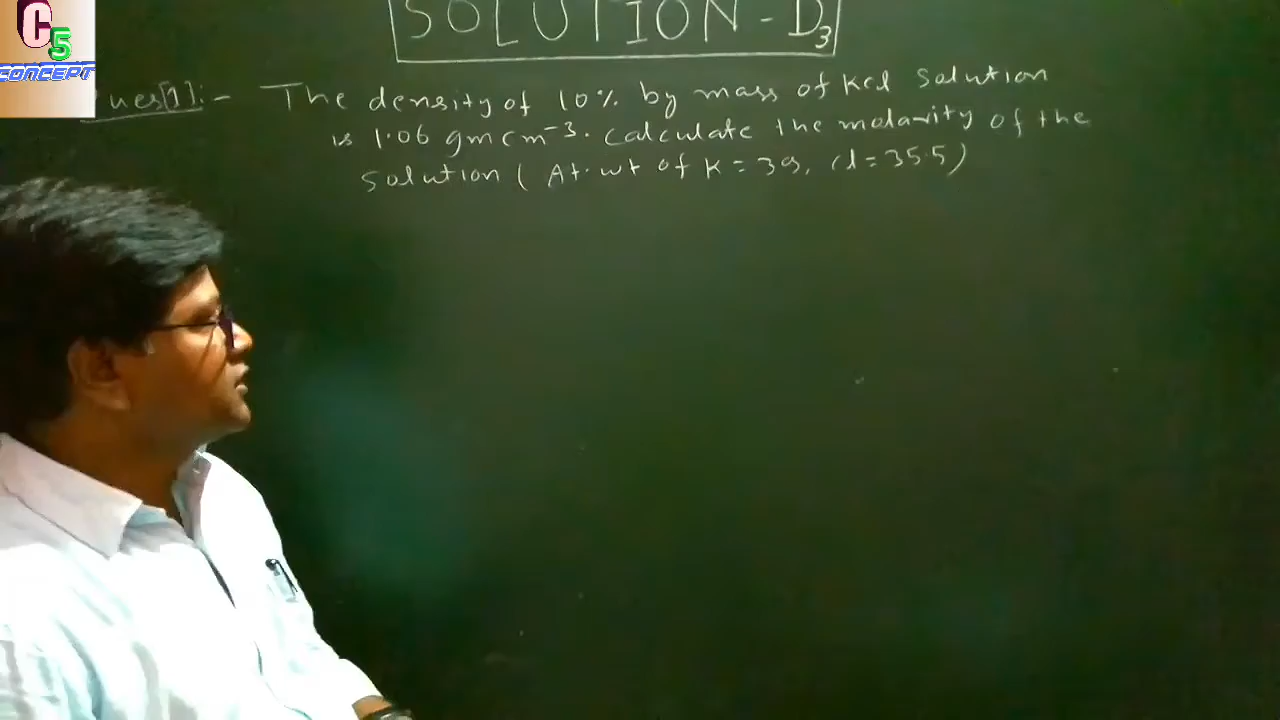 C5
CONCEPT
SOLUTION - D3
ues[1]:- The density of 10% by mass of KCl solution
is 1.06 gm cm⁻³. Calculate the molarity of the
solution ( At. wt of K = 39, Cl = 35.5)